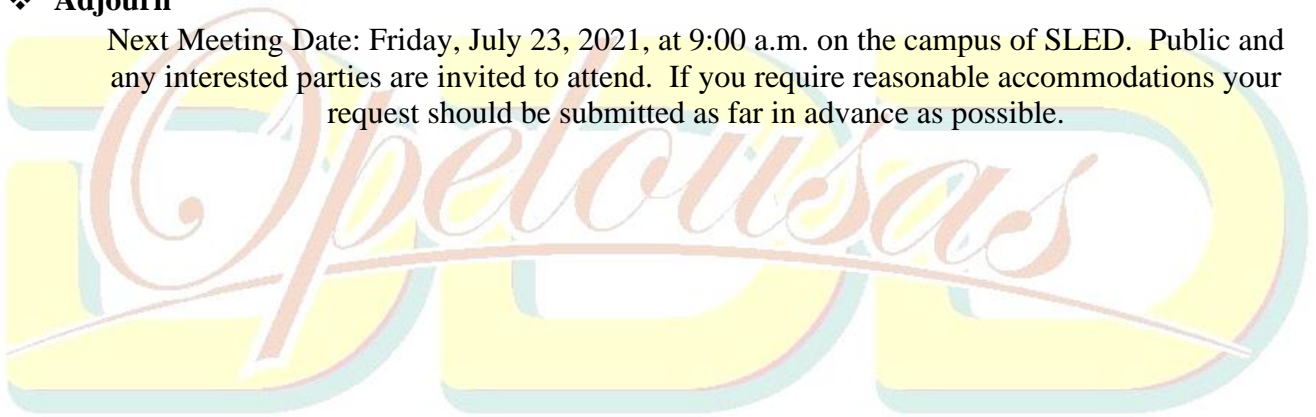 ❖ Adjourn
Next Meeting Date: Friday, July 23, 2021, at 9:00 a.m. on the campus of SLED. Public and
any interested parties are invited to attend. If you require reasonable accommodations your
request should be submitted as far in advance as possible.
DDD
Opelousas